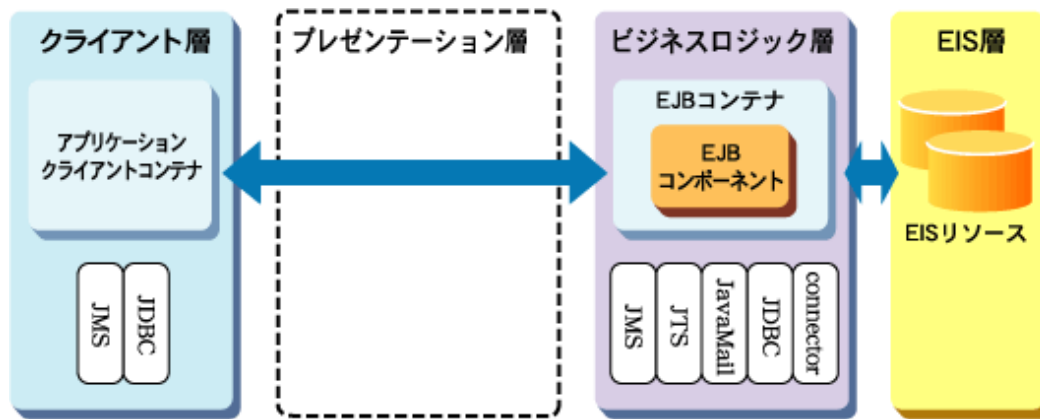 クライアント層
アプリケーション
クライアントコンテナ
JMS
JDBC
プレゼンテーション層
ビジネスロジック層
EJBコンテナ
EJB
コンポーネント
JMS
JTS
JavaMail
JDBC
connector
EIS層
EISリソース